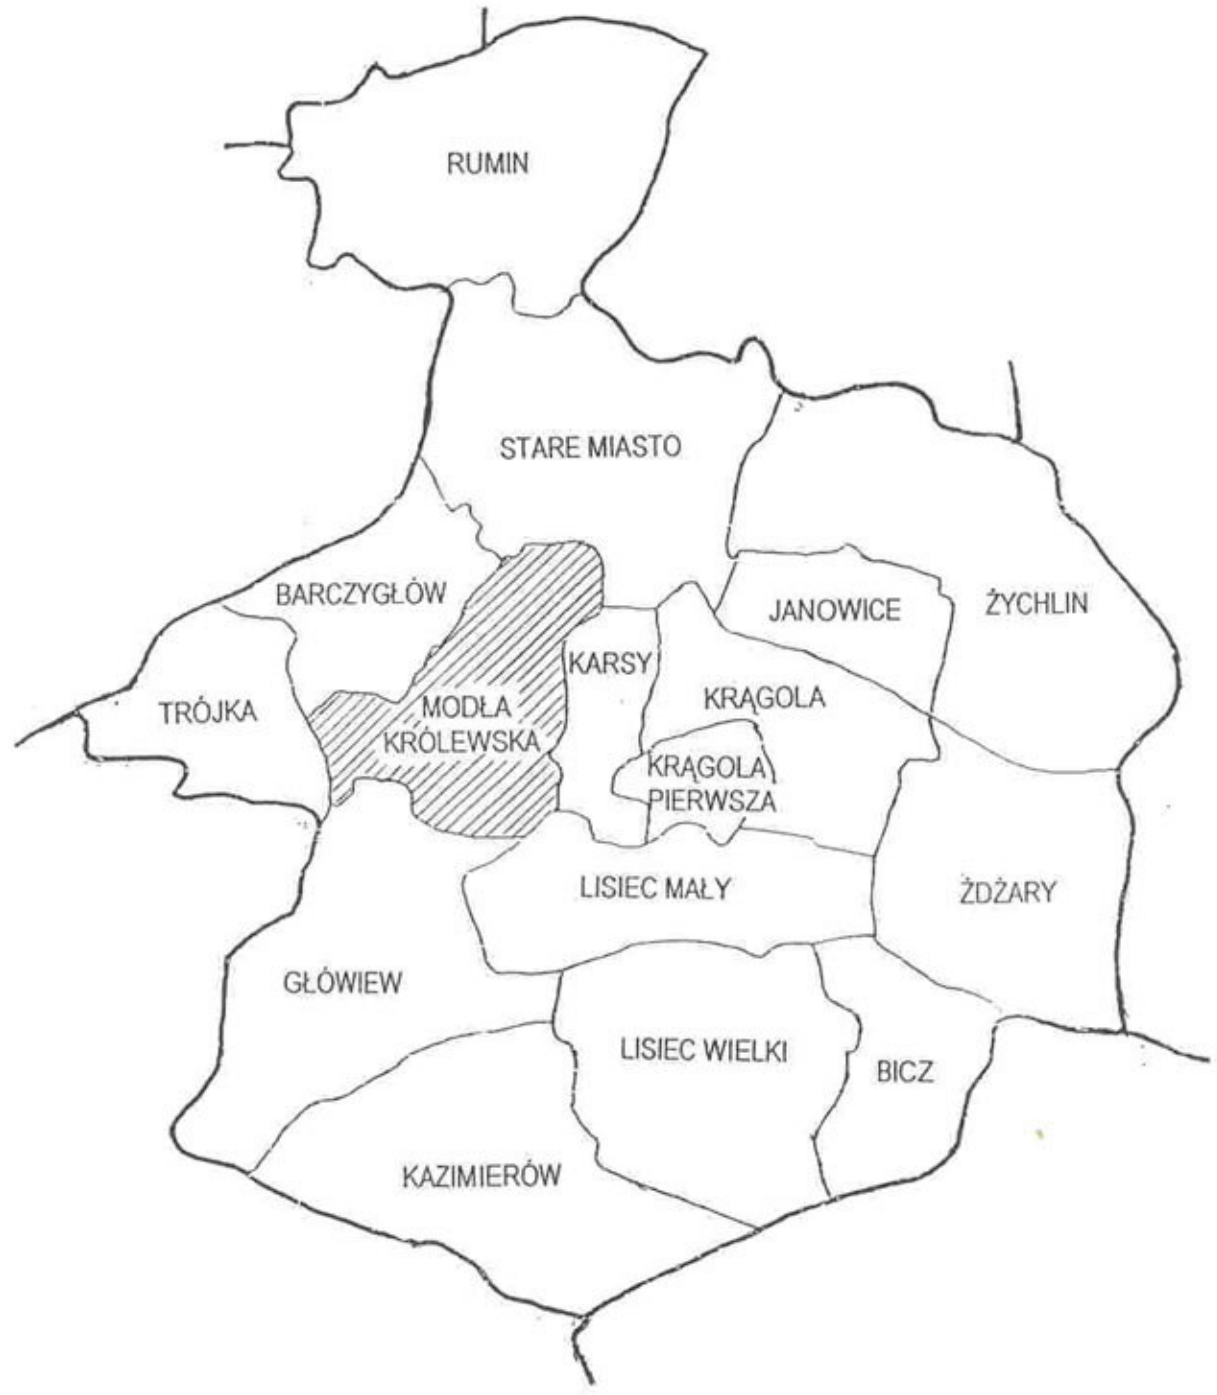 RUMIN
STARE MIASTO
BARCZYGŁÓW
JANOWICE
ŻYCHLIN
KARSY
TRÓJKA
MODŁA
KRÓLEWSKA
KRĄGOLA
KRĄGOLA
PIERWSZA
LISIEC MAŁY
ŻDŻARY
GŁÓWIEW
LISIEC WIELKI
BICZ
KAZIMIERÓW